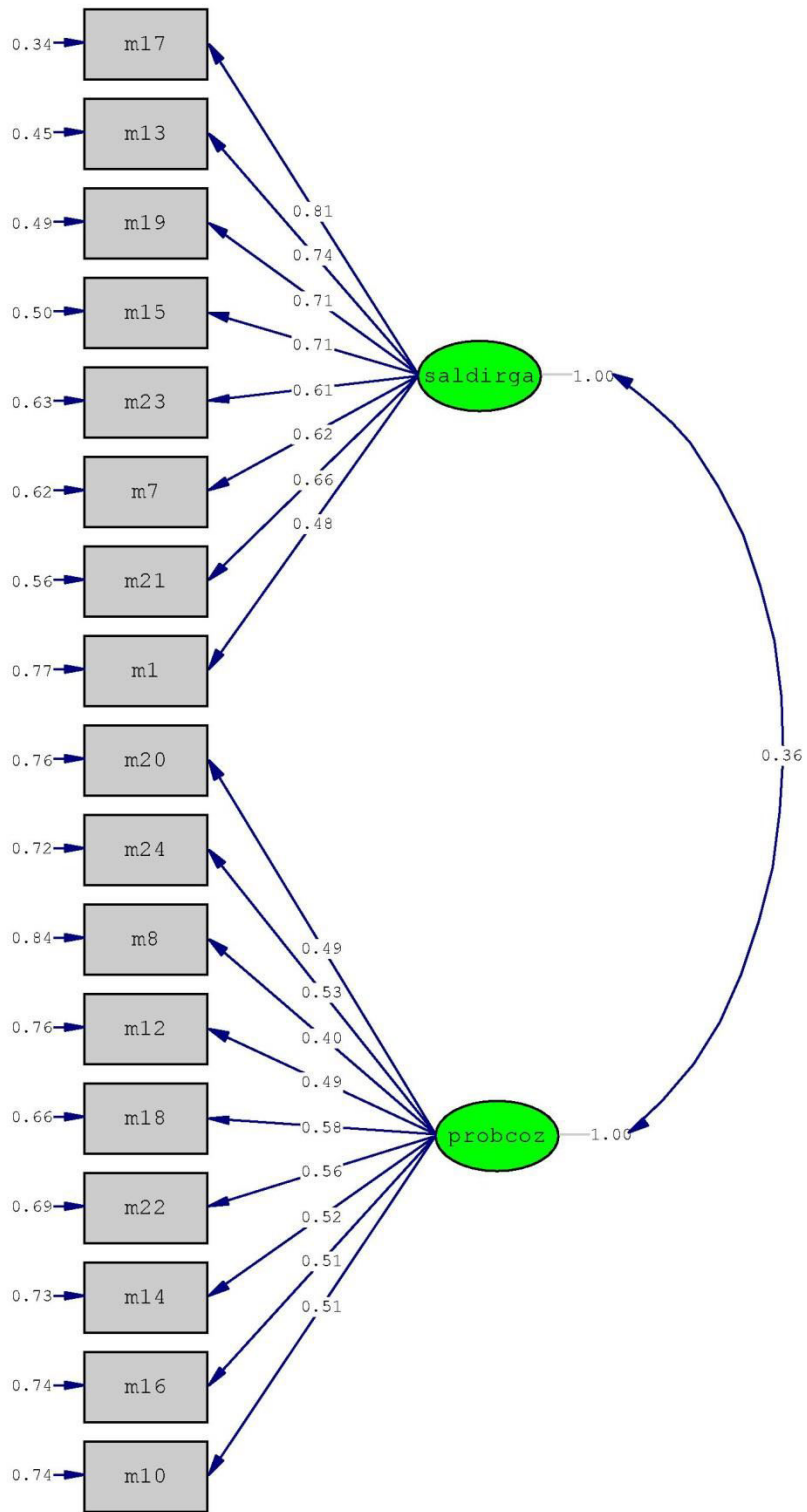 0.34 m17
0.45 m13
0.81
0.49 m19
0.74
0.71
0.50 m15
0.71
saldirga 1.00
0.63 m23
0.61
0.62
0.62 m7
0.66
0.48
0.56 m21
0.77 m1
0.36
0.76 m20
0.72 m24
0.84 m8
0.49
0.53
0.76 m12
0.40
0.49
0.66 m18
0.58
probcoz 1.00
0.56
0.69 m22
0.52
0.51
0.73 m14
0.51
0.74 m16
0.74 m10